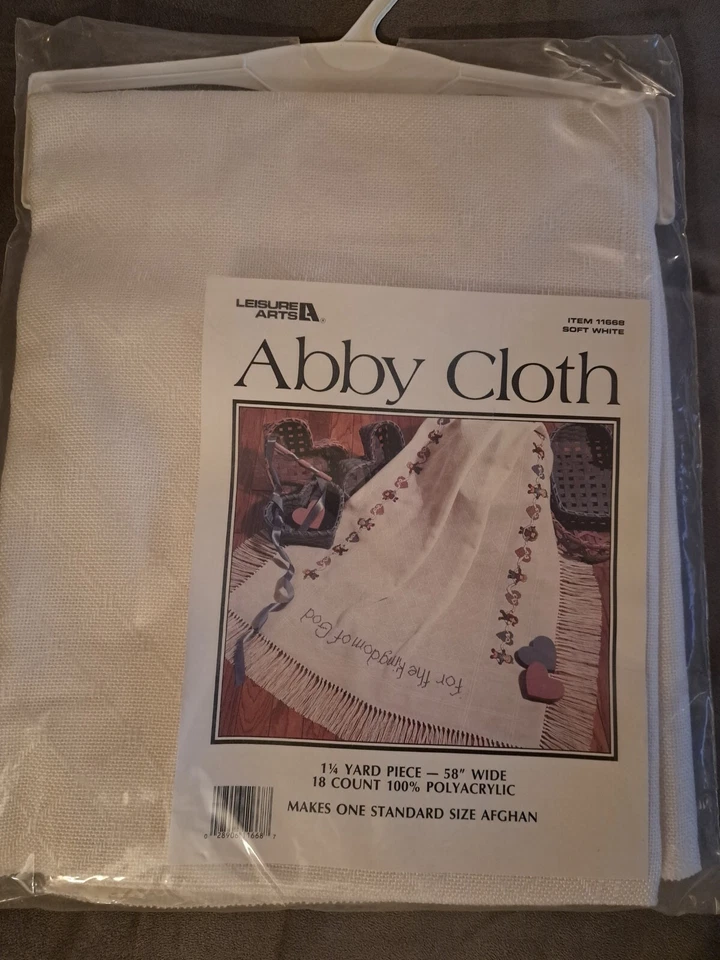 LEISURE
ARTS
ITEM 11668
SOFT WHITE
Abby Cloth
for the kingdom of God
1¼ YARD PIECE — 58" WIDE
18 COUNT 100% POLYACRYLIC
MAKES ONE STANDARD SIZE AFGHAN